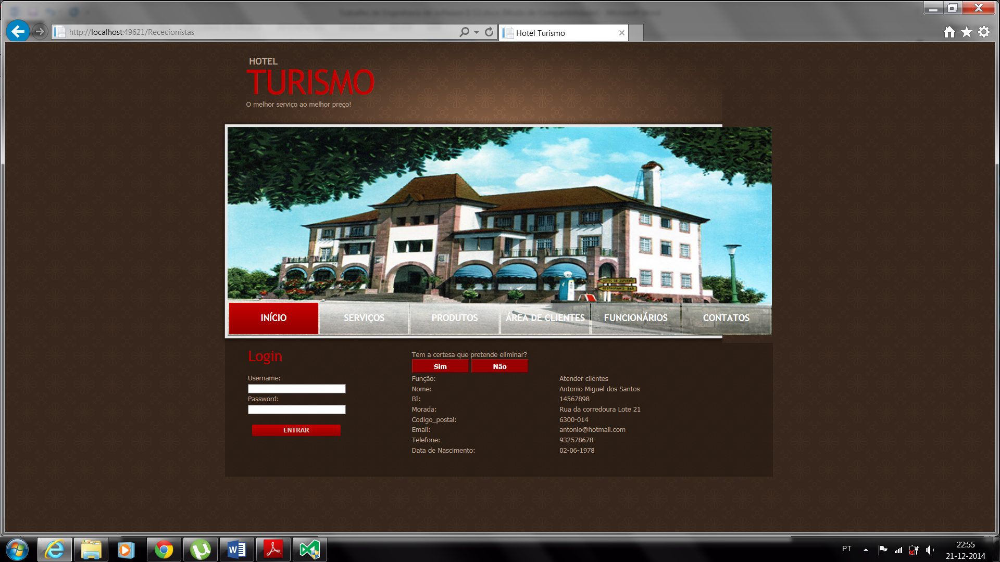 http://localhost:49621/Rececionistas
Hotel Turismo
HOTEL
TURISMO
O melhor serviço ao melhor preço!
INÍCIO
SERVIÇOS
PRODUTOS
ÁREA DE CLIENTES
FUNCIONÁRIOS
CONTATOS
Login
Username:
Password:
ENTRAR
Tem a certesa que pretende eliminar?
Sim Não
Função: Atender clientes
Nome: Antonio Miguel dos Santos
BI: 14567898
Morada: Rua da corredoura Lote 21
Codigo_postal: 6300-014
Email: antonio@hotmail.com
Telefone: 932578678
Data de Nascimento: 02-06-1978
PT
22:55
21-12-2014